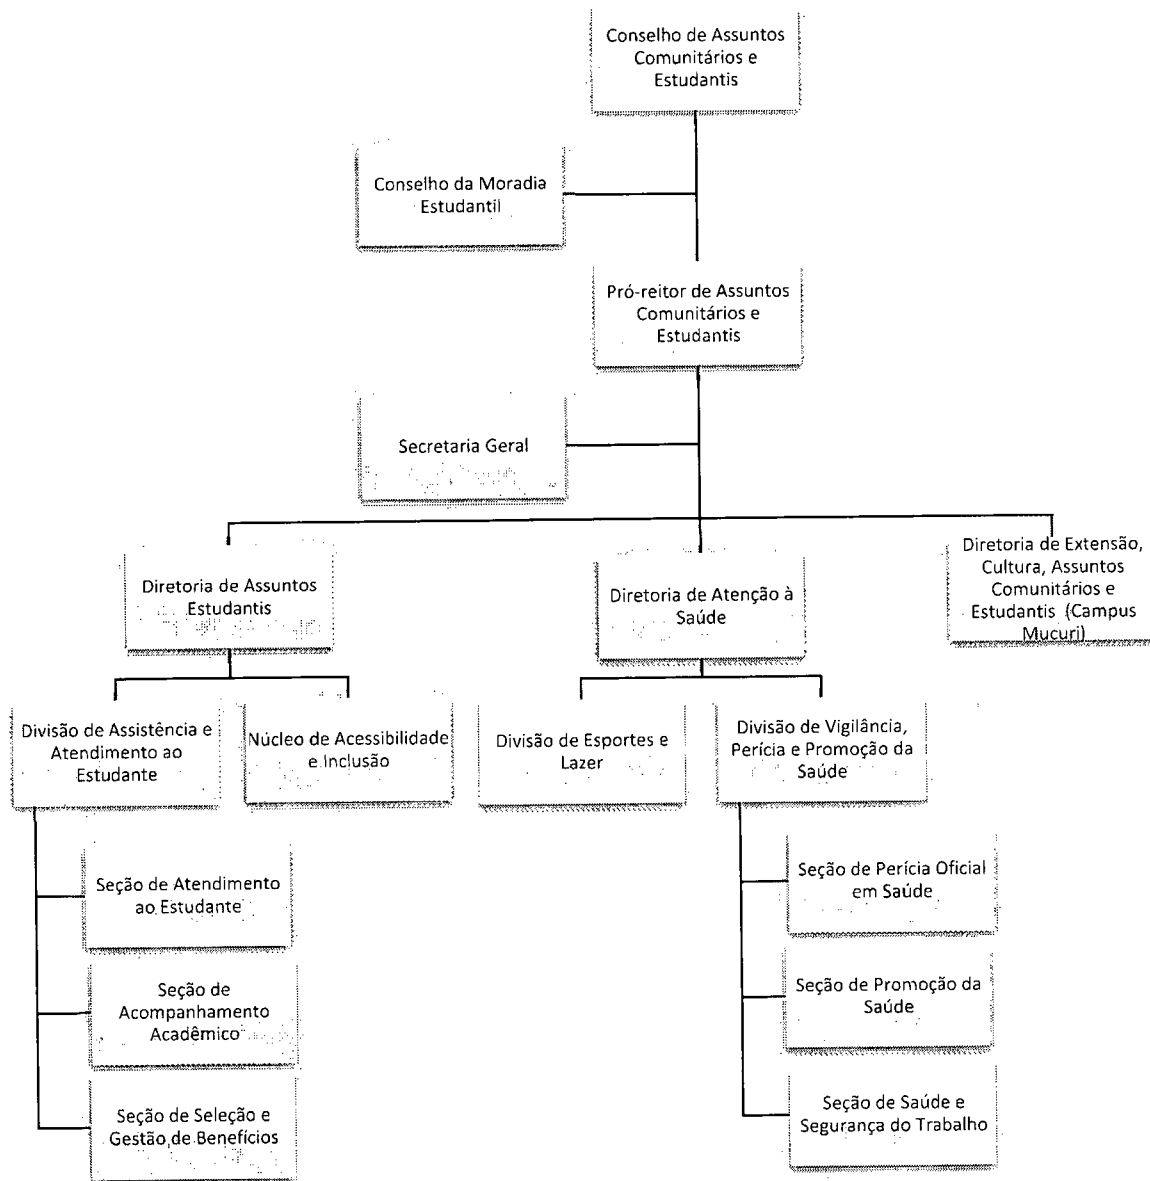 Conselho de Assuntos
Comunitários e
Estudantis
Conselho da Moradia
Estudantil
Pró-reitor de Assuntos
Comunitários e
Estudantis
Secretaria Geral
Diretoria de Assuntos
Estudantis
Diretoria de Atenção à
Saúde
Diretoria de Extensão,
Cultura, Assuntos
Comunitários e
Estudantis (Campus
Mucuri)
Divisão de Assistência e
Atendimento ao
Estudante
Núcleo de Acessibilidade
e Inclusão
Divisão de Esportes e
Lazer
Divisão de Vigilância,
Perícia e Promoção da
Saúde
Seção de Atendimento
ao Estudante
Seção de
Acompanhamento
Acadêmico
Seção de Seleção e
Gestão de Benefícios
Seção de Perícia Oficial
em Saúde
Seção de Promoção da
Saúde
Seção de Saúde e
Segurança do Trabalho